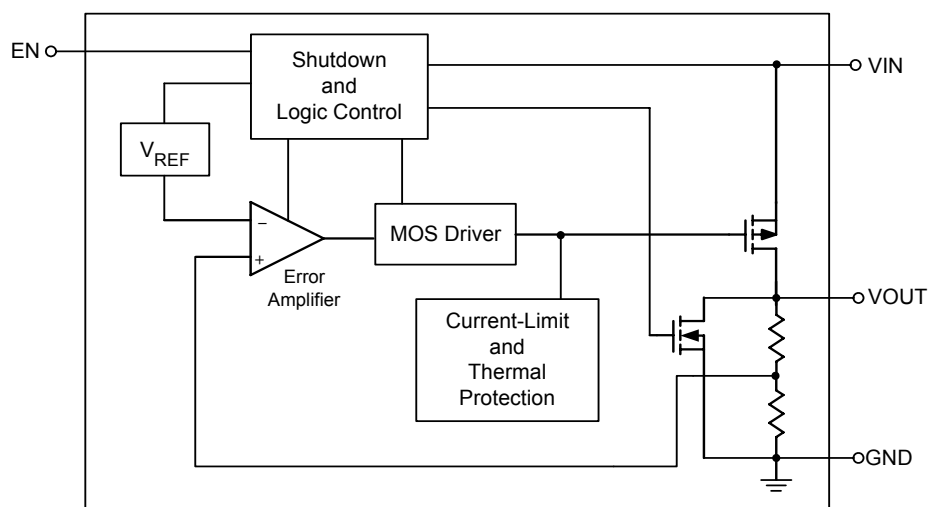 EN
Shutdown
and
Logic Control
VIN
VREF
−
+
Error
Amplifier
MOS Driver
Current-Limit
and
Thermal
Protection
VOUT
GND